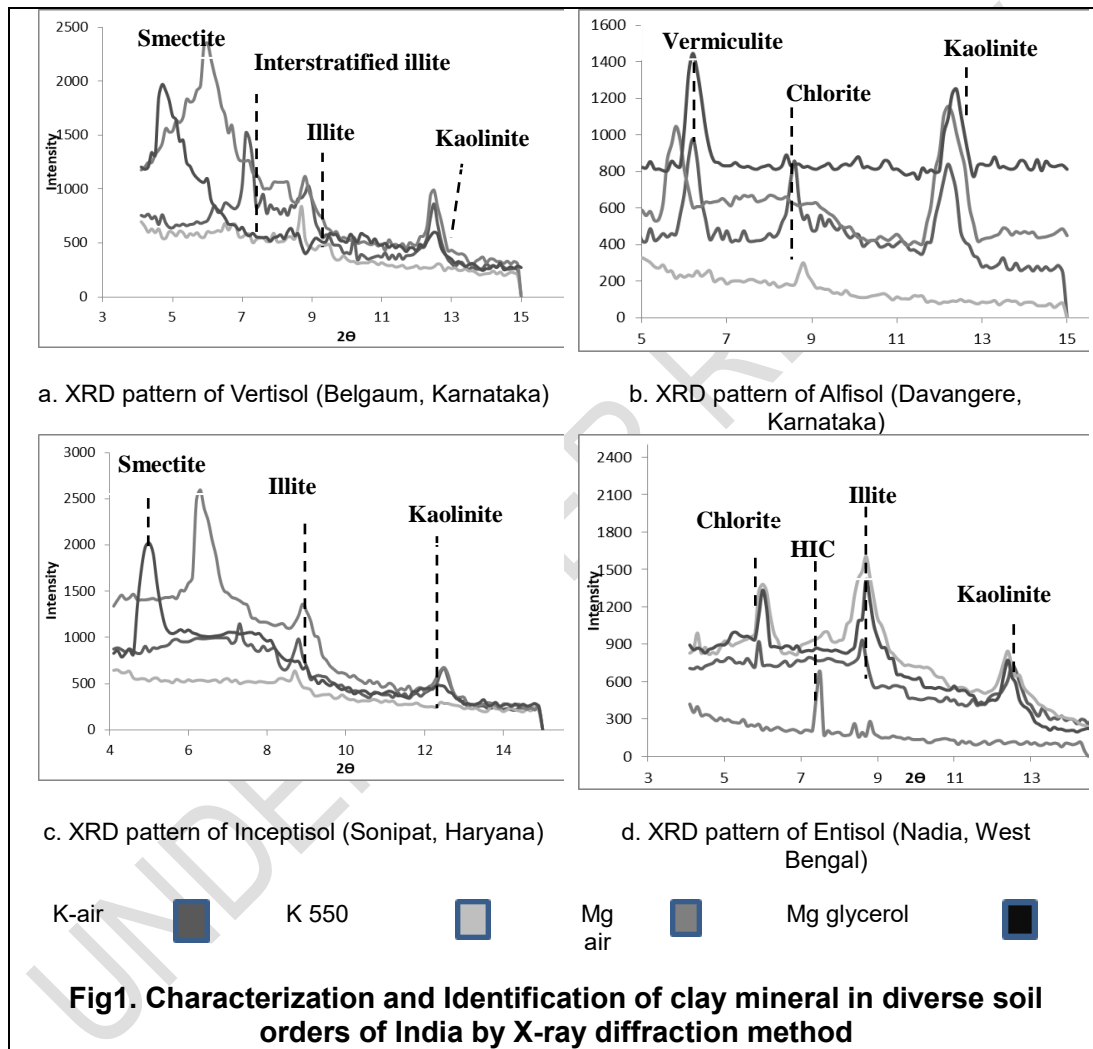 2500
2000
1500
1000
500
0
Intensity
Smectite
Interstratified illite
Illite
Kaolinite
3 5 7 9 11 13 15
2Ө
1600
1400
1200
1000
800
600
400
200
0
Vermiculite
Kaolinite
Chlorite
5 7 9 11 13 15
a. XRD pattern of Vertisol (Belgaum, Karnataka)
b. XRD pattern of Alfisol (Davangere,
Karnataka)
3000
2500
2000
1500
1000
500
0
Intensity
Smectite
Illite
Kaolinite
4 6 8 10 12 14
2Ө
2400
2100
1800
1500
1200
900
600
300
0
Intensity
Illite
Chlorite
HIC
Kaolinite
3 5 7 9 2Ө 11 13
c. XRD pattern of Inceptisol (Sonipat, Haryana)
d. XRD pattern of Entisol (Nadia, West
Bengal)
K-air K 550 Mg air Mg glycerol
Fig1. Characterization and Identification of clay mineral in diverse soil
orders of India by X-ray diffraction method